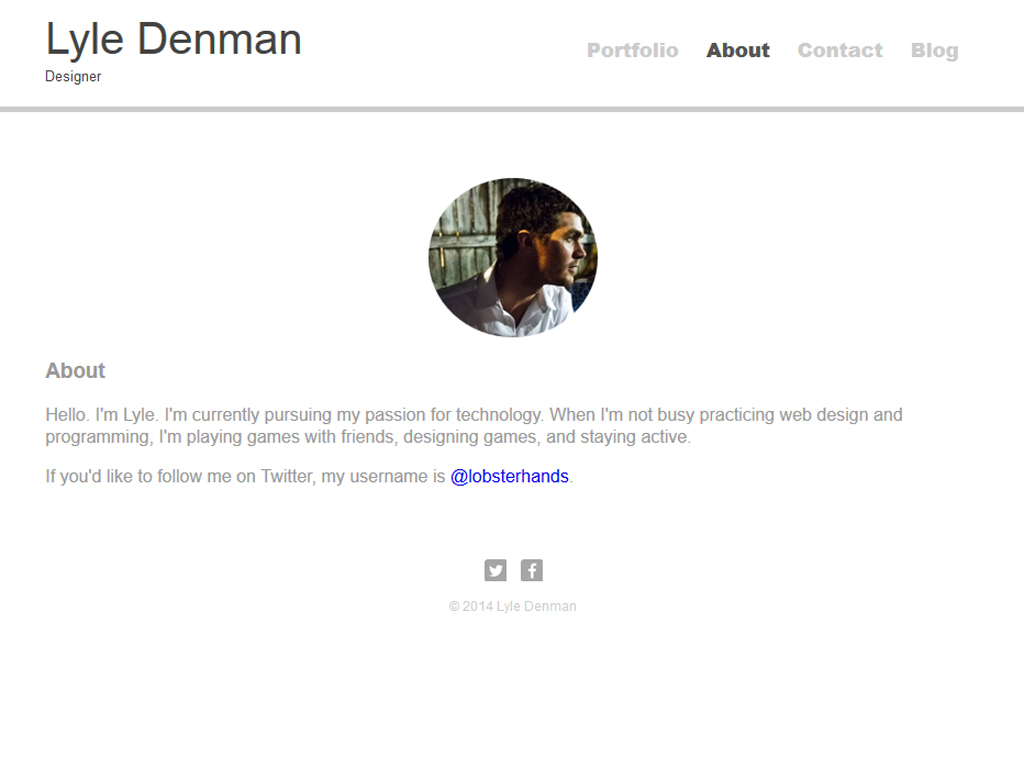 Lyle Denman
Designer
Portfolio About Contact Blog
About
Hello. I'm Lyle. I'm currently pursuing my passion for technology. When I'm not busy practicing web design and
programming, I'm playing games with friends, designing games, and staying active.
If you'd like to follow me on Twitter, my username is @lobsterhands.
© 2014 Lyle Denman